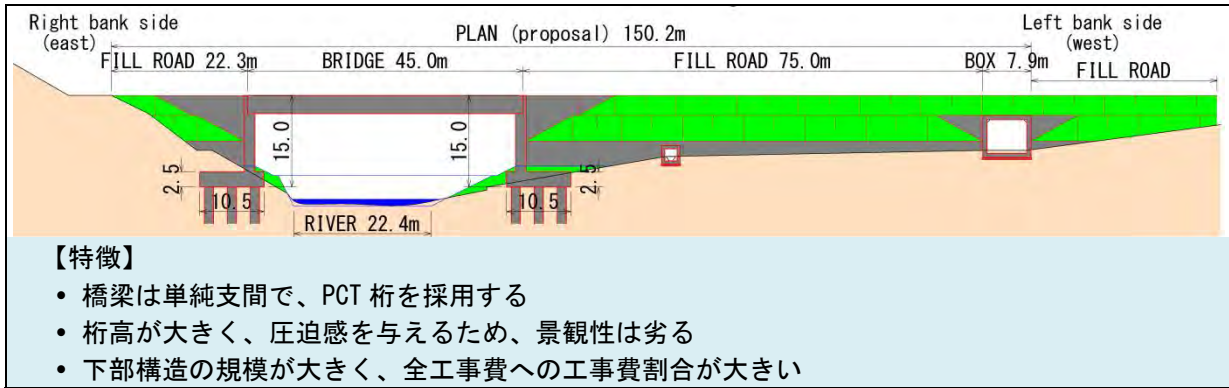 Right bank side
(east)
PLAN (proposal) 150.2m
Left bank side
(west)
FILL ROAD 22.3m
BRIDGE 45.0m
FILL ROAD 75.0m
BOX 7.9m
FILL ROAD
15.0
15.0
2.5
2.5
10.5
10.5
RIVER 22.4m
【特徴】
• 橋梁は単純支間で、PCT 桁を採用する
• 桁高が大きく、圧迫感を与えるため、景観性は劣る
• 下部構造の規模が大きく、全工事費への工事費割合が大きい